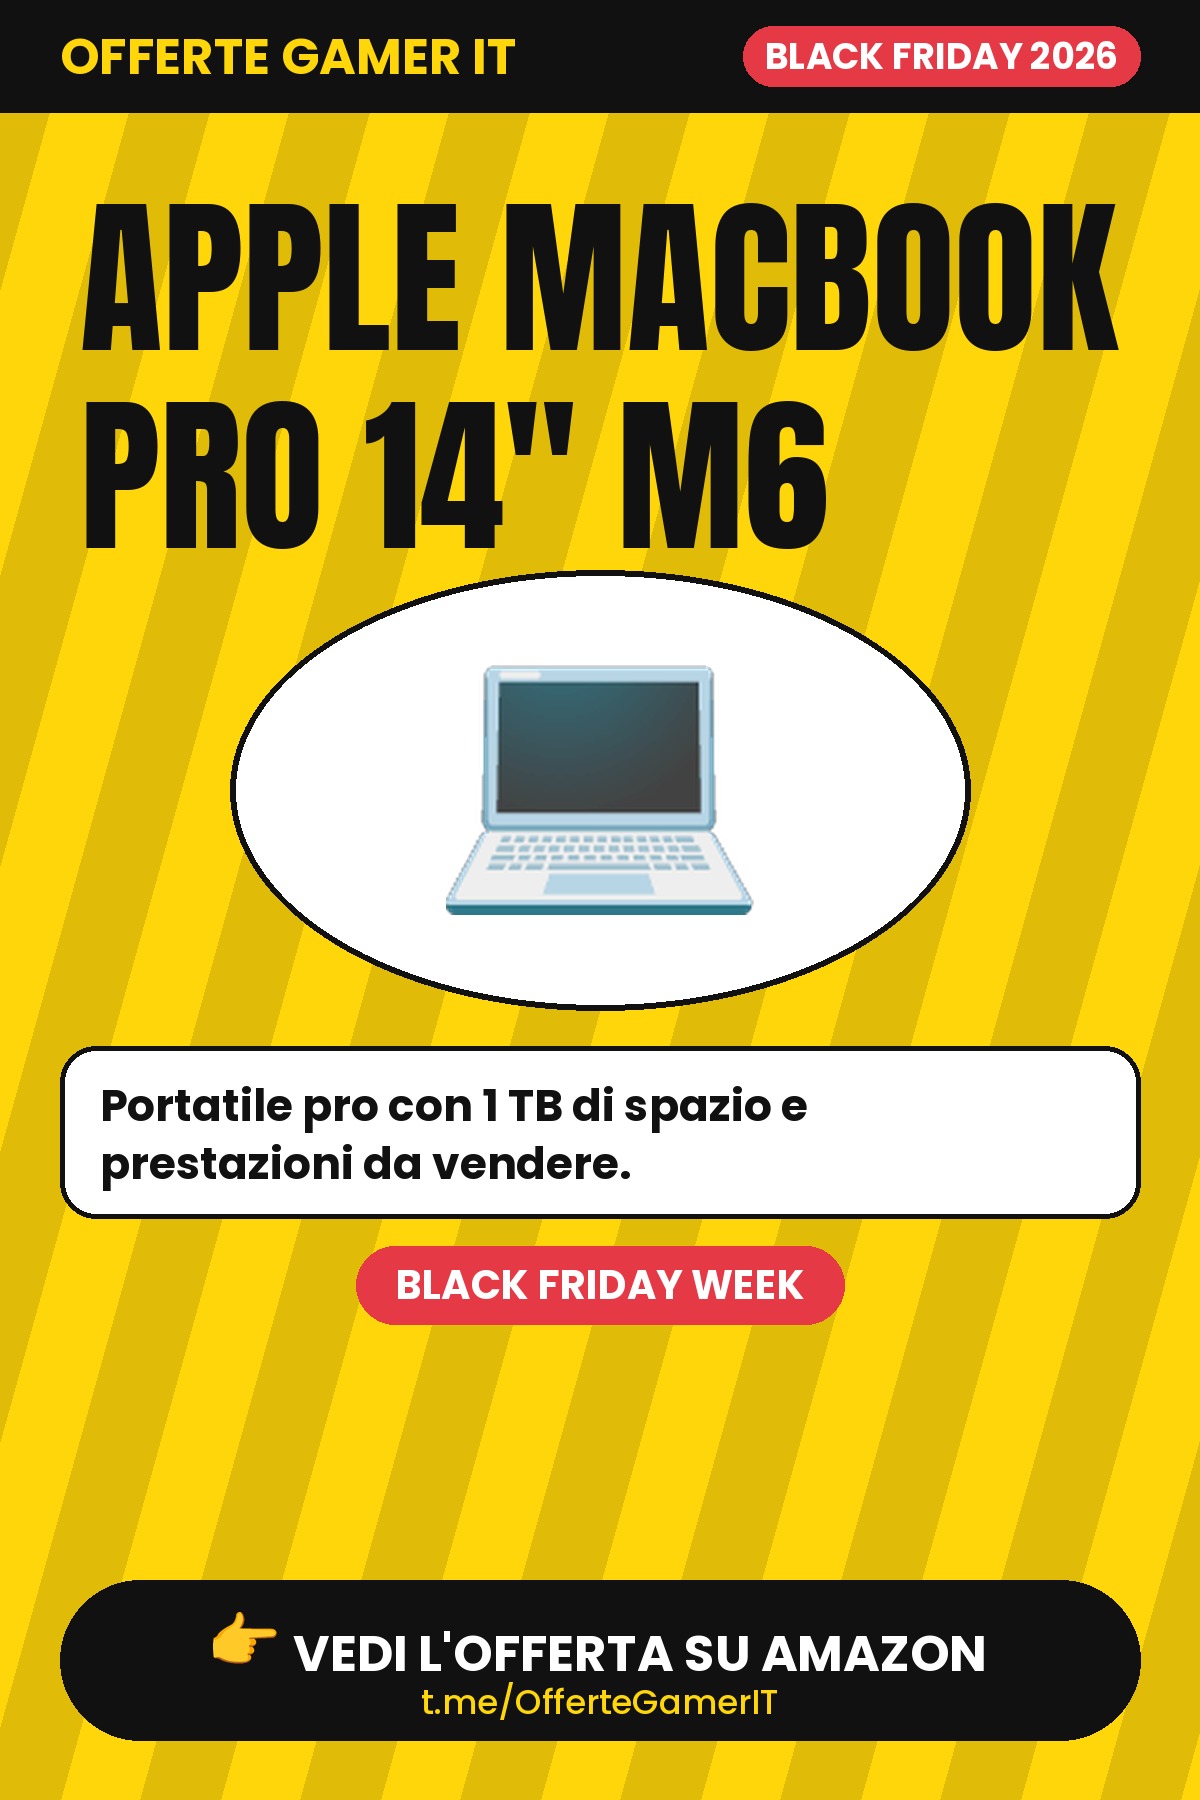 OFFERTE GAMER IT
BLACK FRIDAY 2026
APPLE MACBOOK
PRO 14" M6
Portatile pro con 1 TB di spazio e
prestazioni da vendere.
BLACK FRIDAY WEEK
👉 VEDI L'OFFERTA SU AMAZON
t.me/OfferteGamerIT